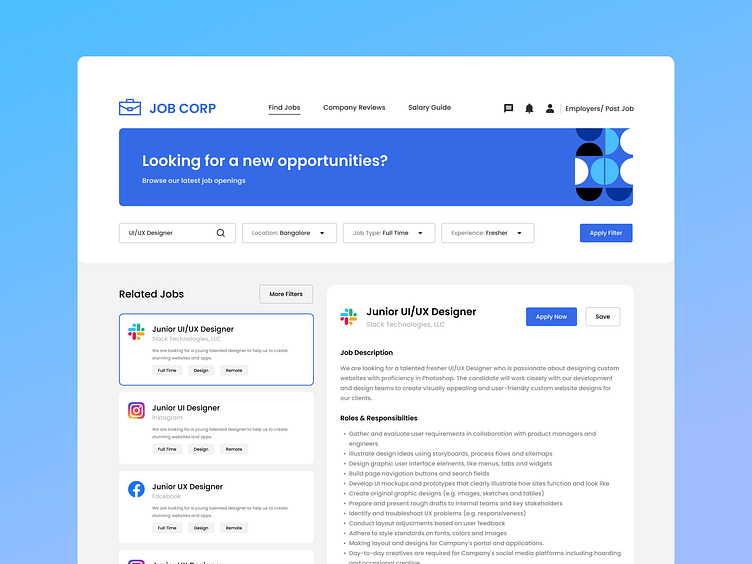 JOB CORP
Find Jobs
Company Reviews
Salary Guide
Employers/ Post Job
Looking for a new opportunities?
Browse our latest job openings
UI/UX Designer
Location: Bangalore
Job Type: Full Time
Experience: Fresher
Apply Filter
Related Jobs
More Filters
Junior UI/UX Designer
Slack Technologies, LLC
We are looking for a young talented designer to help us to create
stunning websites and apps.
Full Time
Design
Remote
Junior UI Designer
Instagram
We are looking for a young talented designer to help us to create
stunning websites and apps.
Full Time
Design
Remote
Junior UX Designer
Facebook
We are looking for a young talented designer to help us to create
stunning websites and apps.
Full Time
Design
Remote
Junior UI/UX Designer
Slack Technologies, LLC
Apply Now
Save
Job Description
We are looking for a talented fresher UI/UX Designer who is passionate about designing custom
websites with proficiency in Photoshop. The candidate will work closely with our development
and design teams to create visually appealing and user-friendly custom website designs for
our clients.
Roles & Responsibilties
• Gather and evaluate user requirements in collaboration with product managers and
engineers
• Illustrate design ideas using storyboards, process flows and sitemaps
• Design graphic user interface elements, like menus, tabs and widgets
• Build page navigation buttons and search fields
• Develop UI mockups and prototypes that clearly illustrate how sites function and look like
• Create original graphic designs (e.g. images, sketches and tables)
• Prepare and present rough drafts to internal teams and key stakeholders
• Identify and troubleshoot UX problems (e.g. responsiveness)
• Conduct layout adjustments based on user feedback
• Adhere to style standards on fonts, colors and images
• Making layout and designs for Company's portal and applications.
• Day-to-day creatives are required for Company's social media platforms including hoarding
and occasional creative